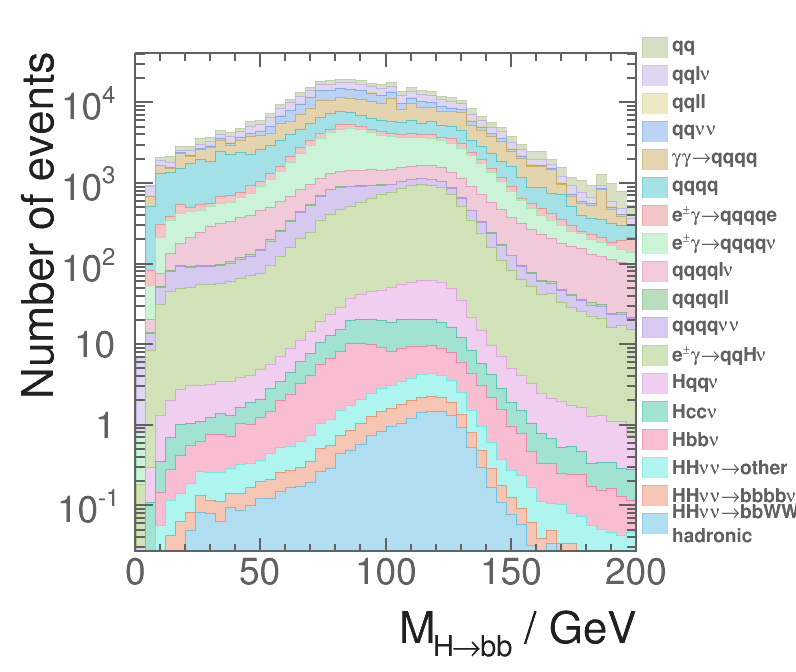 Number of events
10⁴
10³
10²
10
1
10⁻¹
0
50
100
150
200
M_H→bb / GeV
qq
qqlν
qqll
qqνν
γγ→qqqq
qqqq
e±γ→qqqqe
e±γ→qqqqν
qqqqlν
qqqqll
qqqqνν
e±γ→qqHν
Hqqν
Hccν
Hbbν
HHνν→other
HHνν→bbbbν
HHνν→bbWW
hadronic